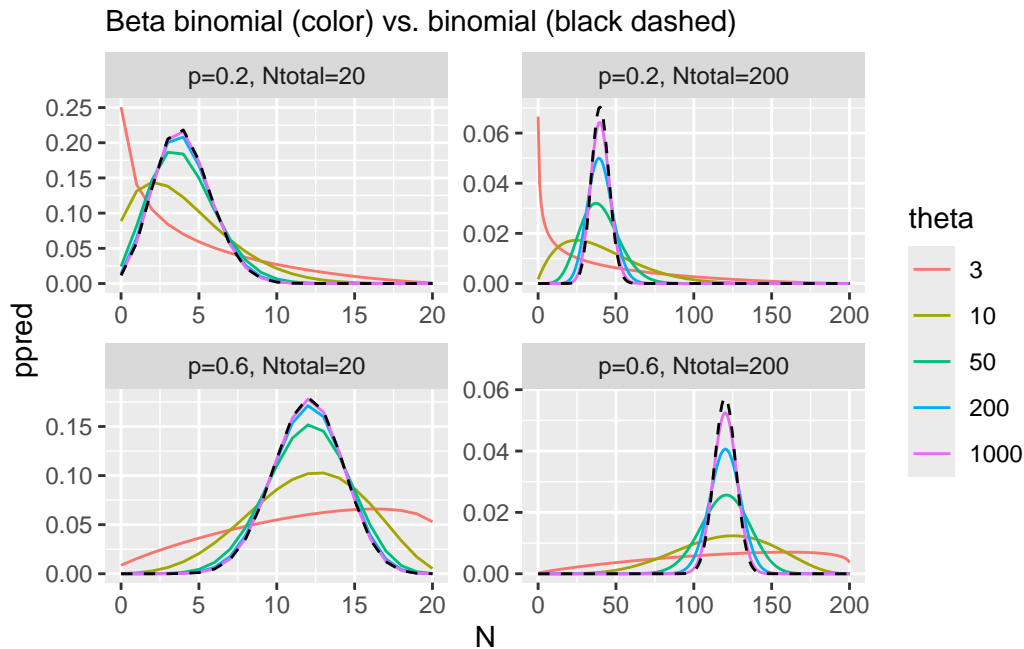 Beta binomial (color) vs. binomial (black dashed)
p=0.2, Ntotal=20
p=0.2, Ntotal=200
0.25
0.20
0.15
0.10
0.05
0.00
0 5 10 15 20
0.06
0.04
0.02
0.00
0 50 100 150 200
p=0.6, Ntotal=20
p=0.6, Ntotal=200
0.15
0.10
0.05
0.00
0 5 10 15 20
0.06
0.04
0.02
0.00
0 50 100 150 200
ppred
N
theta
3
10
50
200
1000